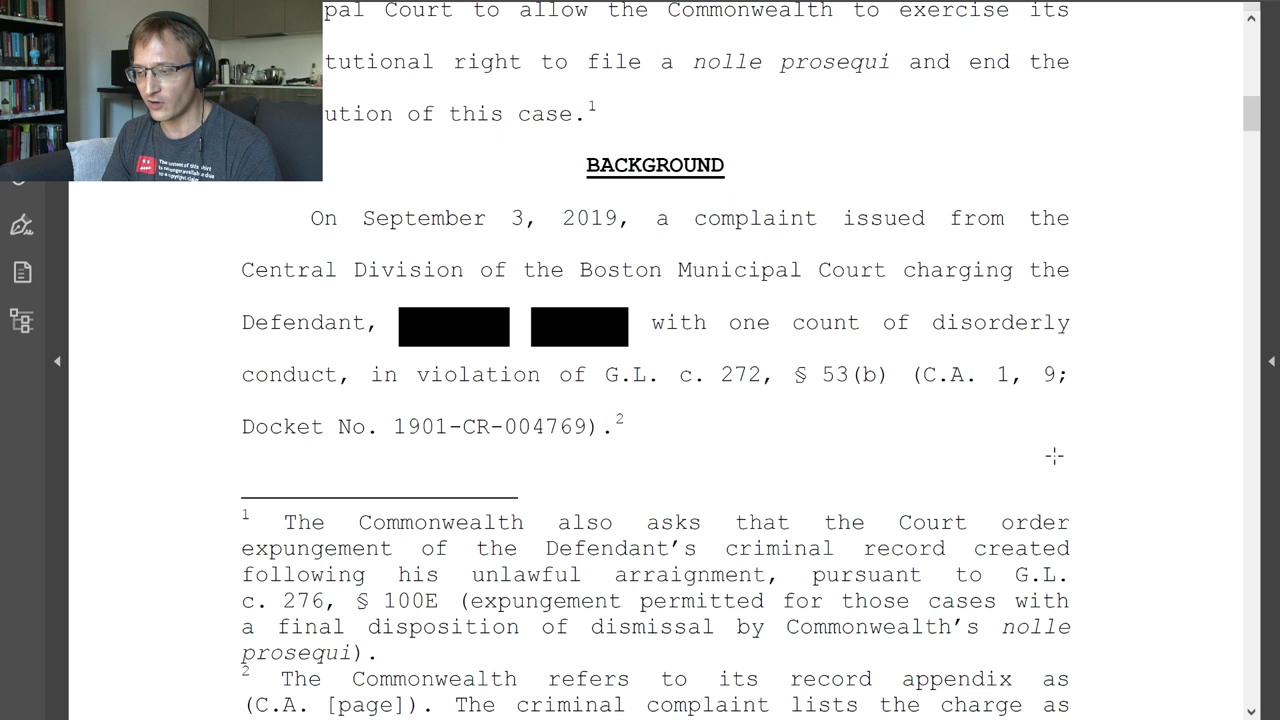 pal Court to allow the Commonwealth to exercise its
tutional right to file a nolle prosequi and end the
ution of this case.1
BACKGROUND
On September 3, 2019, a complaint issued from the
Central Division of the Boston Municipal Court charging the
Defendant, with one count of disorderly
conduct, in violation of G.L. c. 272, § 53(b) (C.A. 1, 9;
Docket No. 1901-CR-004769).2
1 The Commonwealth also asks that the Court order
expungement of the Defendant's criminal record created
following his unlawful arraignment, pursuant to G.L.
c. 276, § 100E (expungement permitted for those cases with
a final disposition of dismissal by Commonwealth's nolle
prosequi).
2 The Commonwealth refers to its record appendix as
(C.A. [page]). The criminal complaint lists the charge as